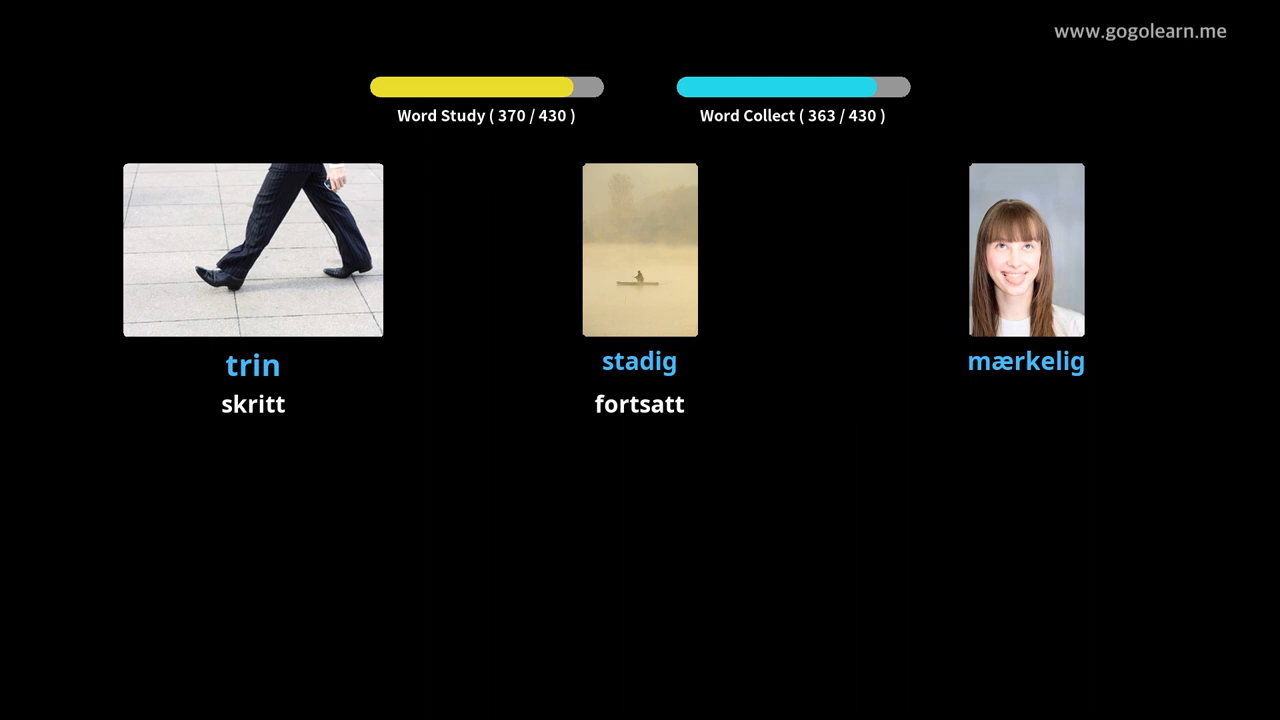 www.gogolearn.me
Word Study ( 370 / 430 )
Word Collect ( 363 / 430 )
trin
stadig
mærkelig
skritt
fortsatt